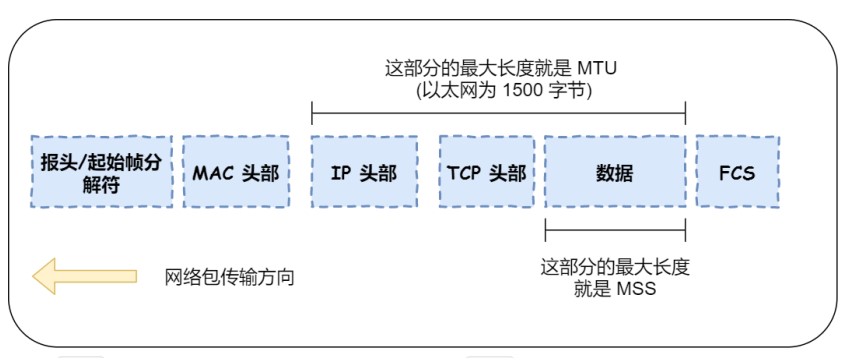 这部分的最大长度就是 MTU
(以太网为 1500 字节)
报头/起始帧分
解符
MAC 头部
IP 头部
TCP 头部
数据
FCS
网络包传输方向
这部分的最大长度
就是 MSS